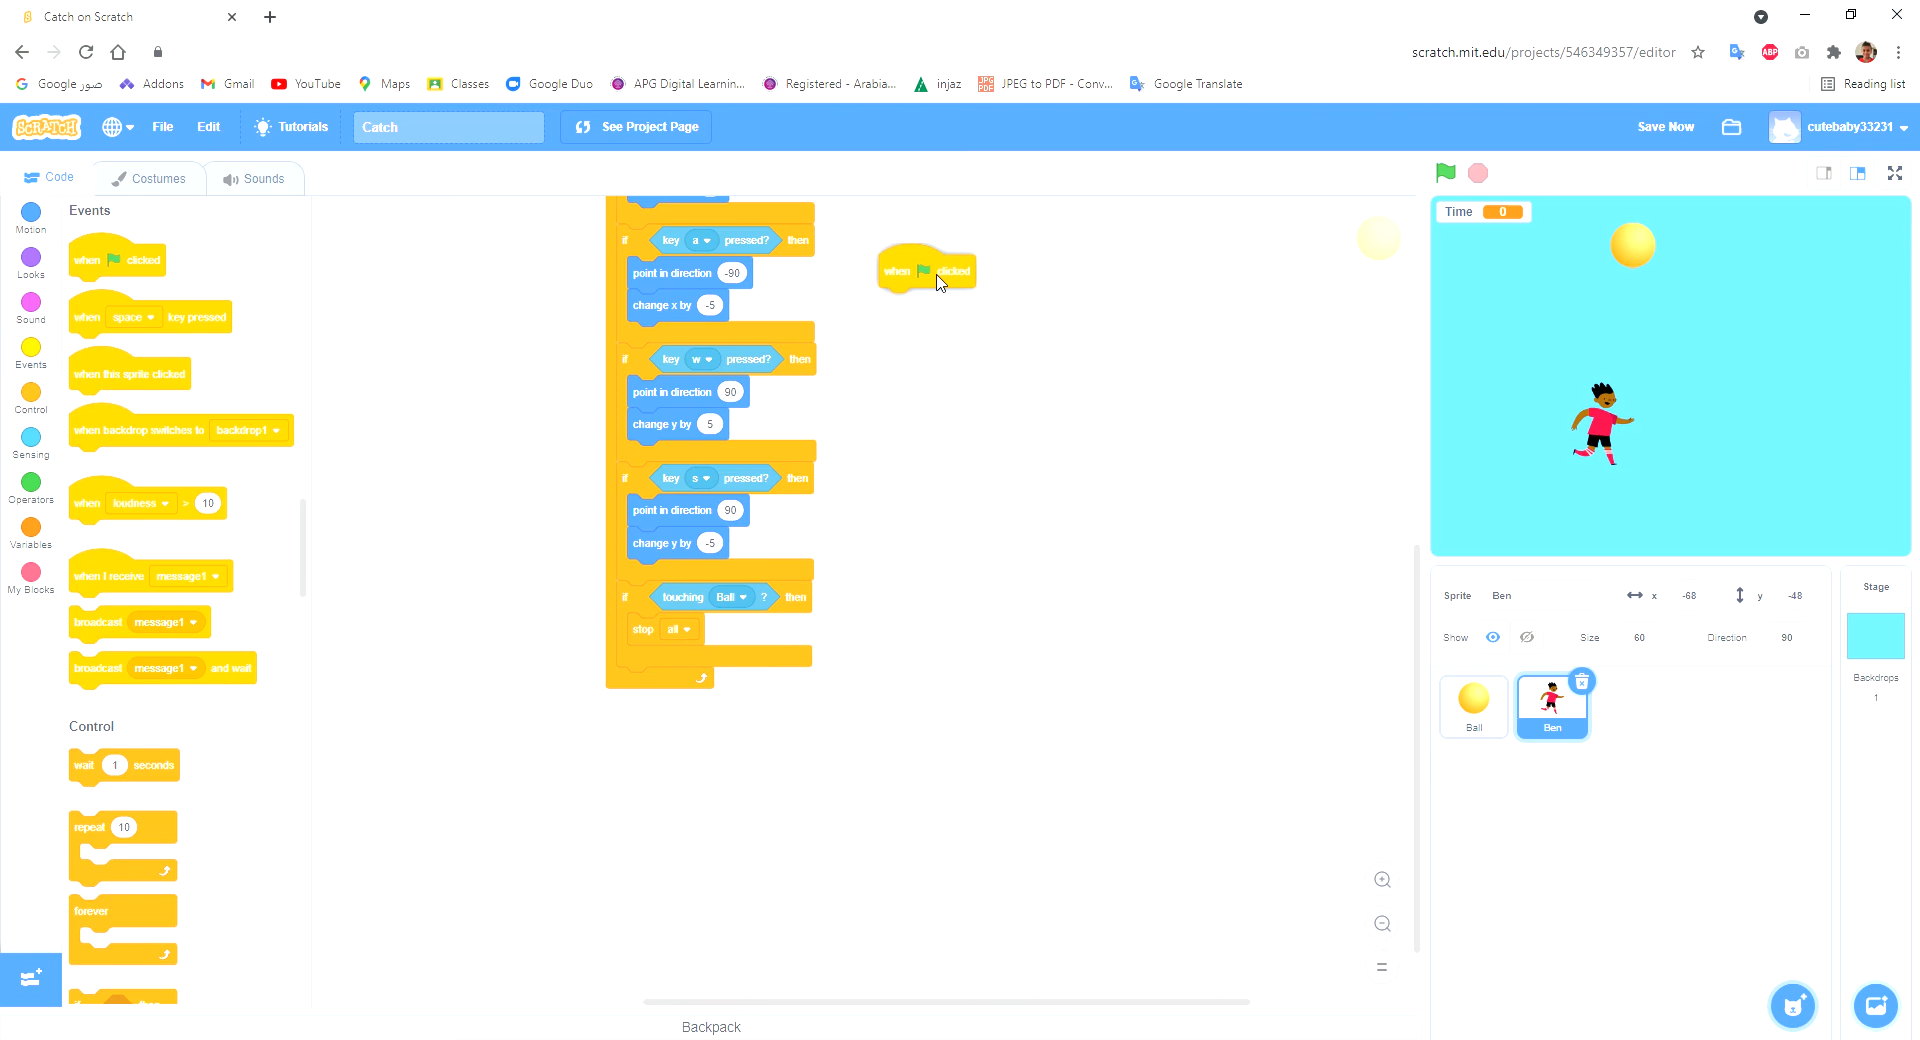 Catch on Scratch
scratch.mit.edu/projects/546349357/editor
ABP
Google صور
Addons
Gmail
YouTube
Maps
Classes
Google Duo
APG Digital Learnin...
Registered - Arabia...
injaz
JPEG to PDF - Conv...
Google Translate
Reading list
SCRATCH
File
Edit
Tutorials
Catch
See Project Page
Save Now
cutebaby33231
Code
Costumes
Sounds
Motion
Looks
Sound
Events
Control
Sensing
Operators
Variables
My Blocks
Events
when clicked
when space key pressed
when this sprite clicked
when backdrop switches to backdrop1
when loudness > 10
when I receive message1
broadcast message1
broadcast message1 and wait
Control
wait 1 seconds
repeat 10
forever
if key a pressed? then
point in direction -90
change x by -5
if key w pressed? then
point in direction 90
change y by 5
if key s pressed? then
point in direction 90
change y by -5
if touching Ball ? then
stop all
when clicked
Backpack
Time 0
Sprite Ben x -68 y -48
Show Size 60 Direction 90
Ball
Ben
Stage
Backdrops
1